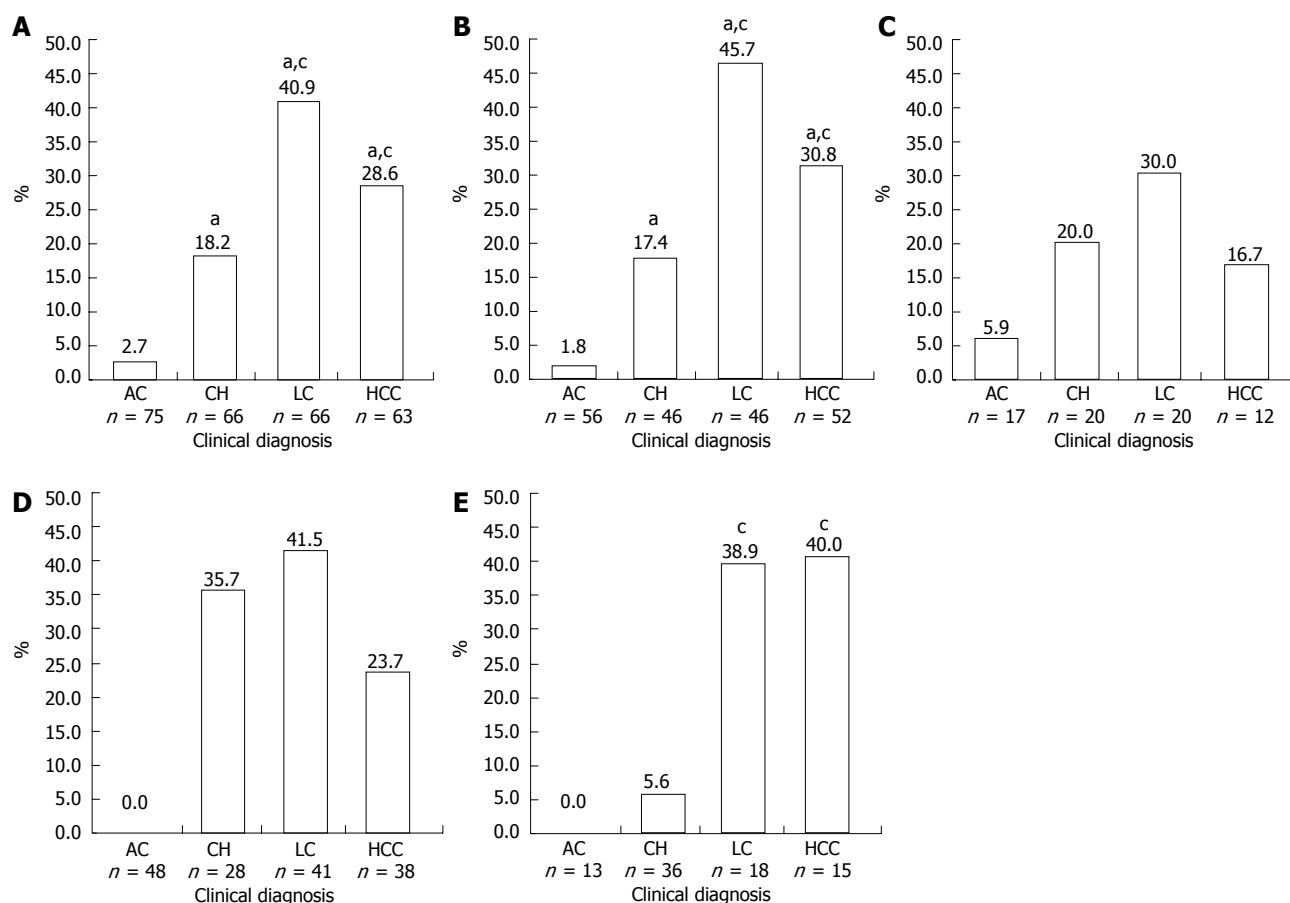 A
50.0
45.0
40.0
35.0
30.0
25.0
20.0
15.0
10.0
5.0
0.0
%
2.7
a
18.2
a,c
40.9
a,c
28.6
AC CH LC HCC
n = 75 n = 66 n = 66 n = 63
Clinical diagnosis
B
50.0
45.0
40.0
35.0
30.0
25.0
20.0
15.0
10.0
5.0
0.0
%
1.8
a
17.4
a,c
45.7
a,c
30.8
AC CH LC HCC
n = 56 n = 46 n = 46 n = 52
Clinical diagnosis
C
50.0
45.0
40.0
35.0
30.0
25.0
20.0
15.0
10.0
5.0
0.0
%
5.9
20.0
30.0
16.7
AC CH LC HCC
n = 17 n = 20 n = 20 n = 12
Clinical diagnosis
D
50.0
45.0
40.0
35.0
30.0
25.0
20.0
15.0
10.0
5.0
0.0
%
0.0
35.7
41.5
23.7
AC CH LC HCC
n = 48 n = 28 n = 41 n = 38
Clinical diagnosis
E
50.0
45.0
40.0
35.0
30.0
25.0
20.0
15.0
10.0
5.0
0.0
%
0.0
5.6
c
38.9
c
40.0
AC CH LC HCC
n = 13 n = 36 n = 18 n = 15
Clinical diagnosis